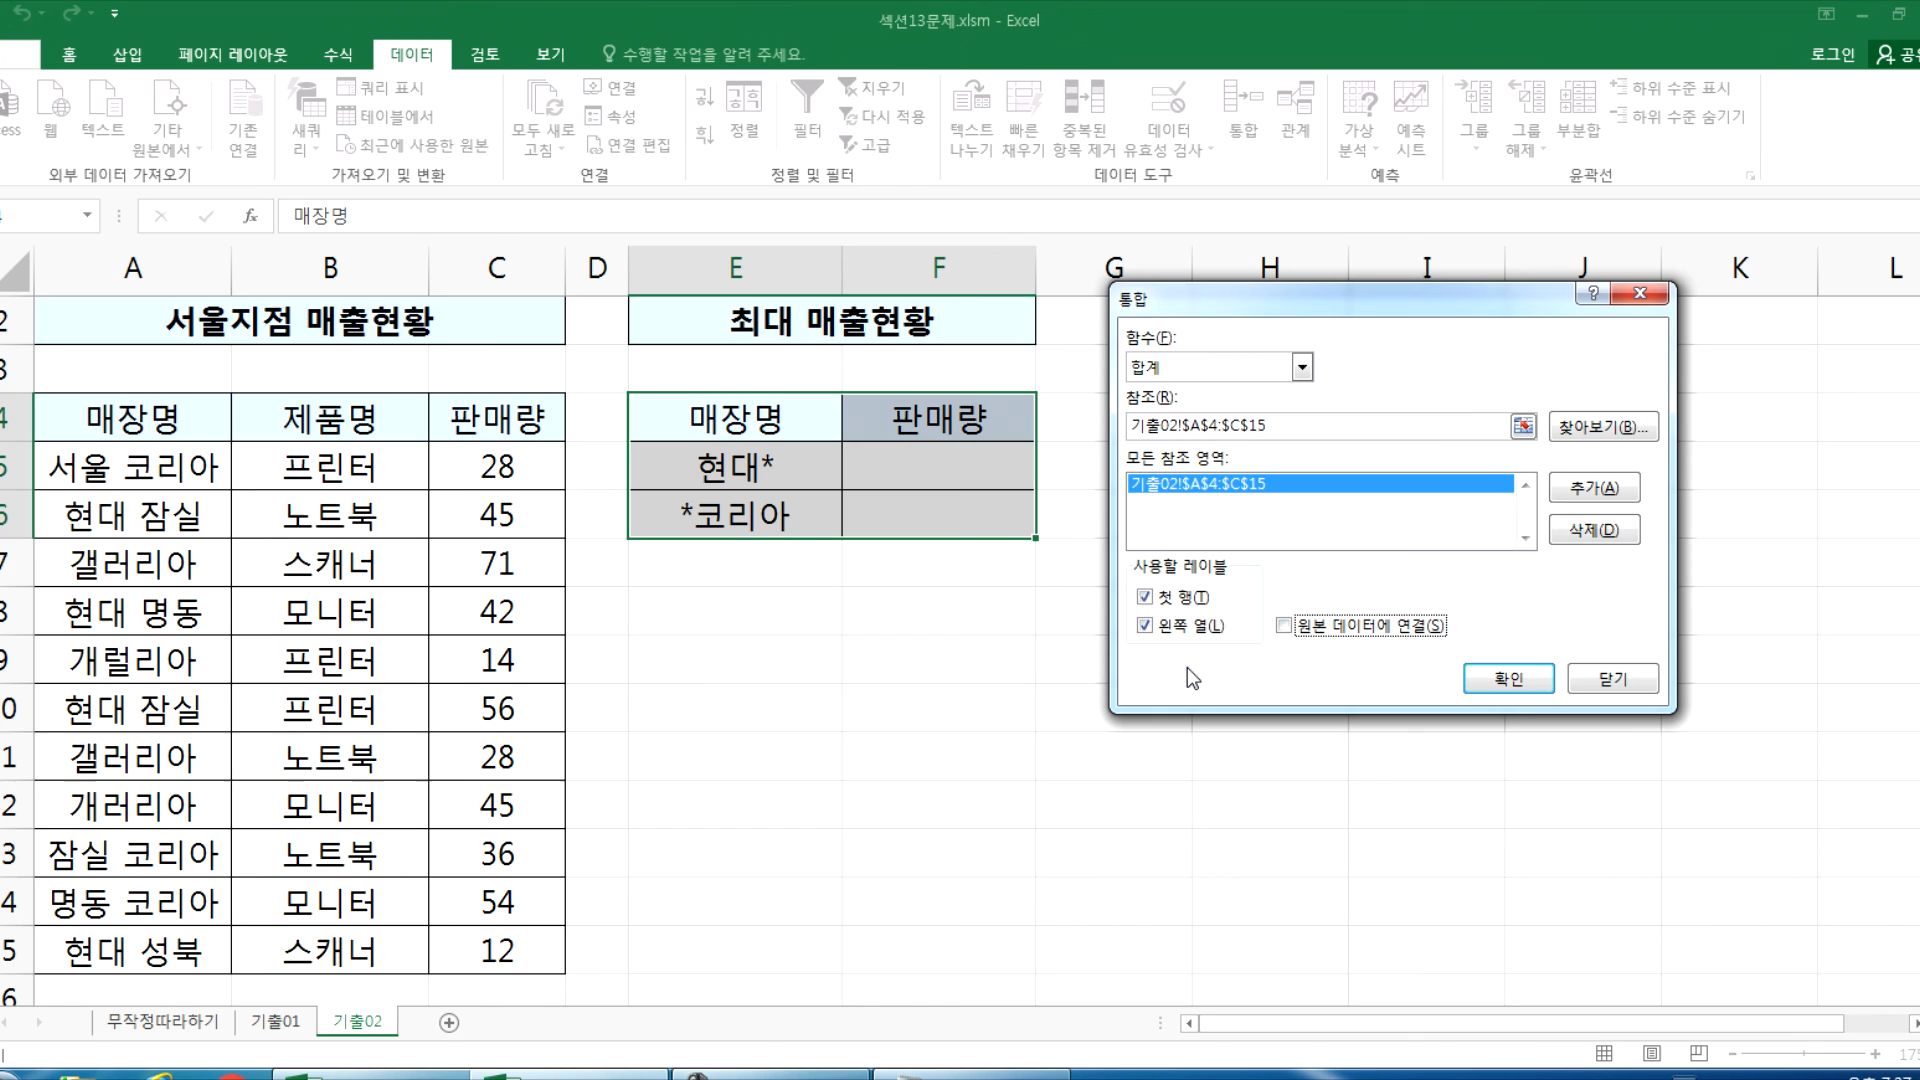 섹션13문제.xlsm - Excel
홈 삽입 페이지 레이아웃 수식 데이터 검토 보기 수행할 작업을 알려 주세요.
로그인 공유
웹 텍스트 기타 원본에서 기존 연결
외부 데이터 가져오기
새 쿼리 쿼리 표시
테이블에서
최근에 사용한 원본
가져오기 및 변환
모두 새로 고침 연결
속성
연결 편집
연결
정렬 필터 지우기
다시 적용
고급
정렬 및 필터
텍스트 나누기 빠른 채우기 중복된 항목 제거 데이터 유효성 검사 통합 관계
데이터 도구
가상 분석 예측 시트
예측
그룹 그룹 해제 부분합 하위 수준 표시
하위 수준 숨기기
윤곽선
fx 매장명
A B C D E F G H I J K L
2 서울지점 매출현황 최대 매출현황
3
4 매장명 제품명 판매량 매장명 판매량
5 서울 코리아 프린터 28 현대*
6 현대 잠실 노트북 45 *코리아
7 갤러리아 스캐너 71
8 현대 명동 모니터 42
9 개럴리아 프린터 14
0 현대 잠실 프린터 56
1 갤러리아 노트북 28
2 개러리아 모니터 45
3 잠실 코리아 노트북 36
4 명동 코리아 모니터 54
5 현대 성북 스캐너 12
6
통합
함수(F):
합계
참조(R):
기출02!$A$4:$C$15 찾아보기(B)...
모든 참조 영역:
기출02!$A$4:$C$15 추가(A)
삭제(D)
사용할 레이블
첫 행(T)
왼쪽 열(L) 원본 데이터에 연결(S)
확인 닫기
무작정따라하기 기출01 기출02